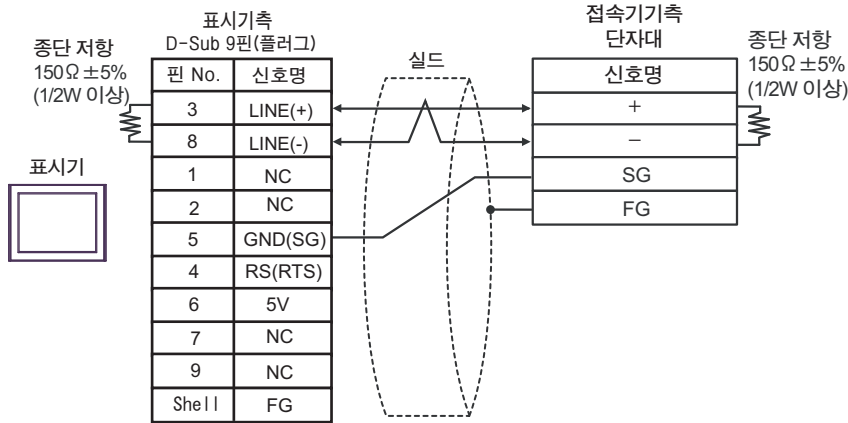 표시기측
D-Sub 9핀(플러그)
종단 저항
150Ω±5%
(1/2W 이상)
표시기
핀 No. 신호명
3 LINE(+)
8 LINE(-)
1 NC
2 NC
5 GND(SG)
4 RS(RTS)
6 5V
7 NC
9 NC
Shell FG
실드
접속기기측
단자대
신호명
+
−
SG
FG
종단 저항
150Ω±5%
(1/2W 이상)